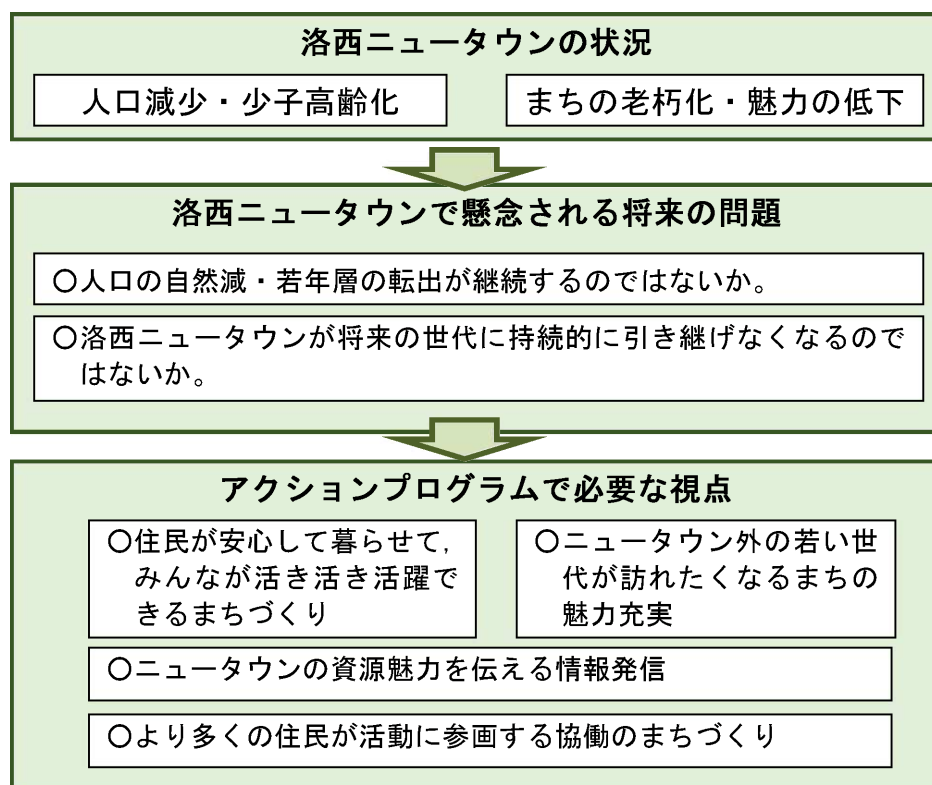 洛西ニュータウンの状況
人口減少・少子高齢化
まちの老朽化・魅力の低下
洛西ニュータウンで懸念される将来の問題
〇人口の自然減・若年層の転出が継続するのではないか。
〇洛西ニュータウンが将来の世代に持続的に引き継げなくなるので
はないか。
アクションプログラムで必要な視点
〇住民が安心して暮らせて,
みんなが活き活き活躍で
きるまちづくり
〇ニュータウン外の若い世
代が訪れたくなるまちの
魅力充実
〇ニュータウンの資源魅力を伝える情報発信
〇より多くの住民が活動に参画する協働のまちづくり